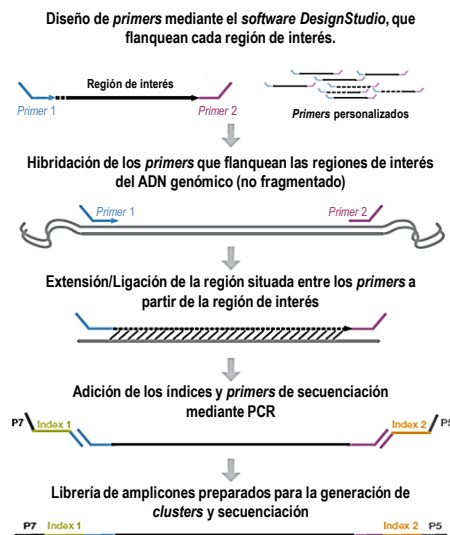 Diseño de primers mediante el software DesignStudio, que
flanquean cada región de interés.
Región de interés
Primer 1
Primer 2
Primers personalizados
Hibridación de los primers que flanquean las regiones de interés
del ADN genómico (no fragmentado)
Primer 1
Primer 2
Extensión/Ligación de la región situada entre los primers a
partir de la región de interés
Adición de los índices y primers de secuenciación
mediante PCR
P7
Index 1
Index 2
P5
Librería de amplicones preparados para la generación de
clusters y secuenciación
P7
Index 1
Index 2
P5